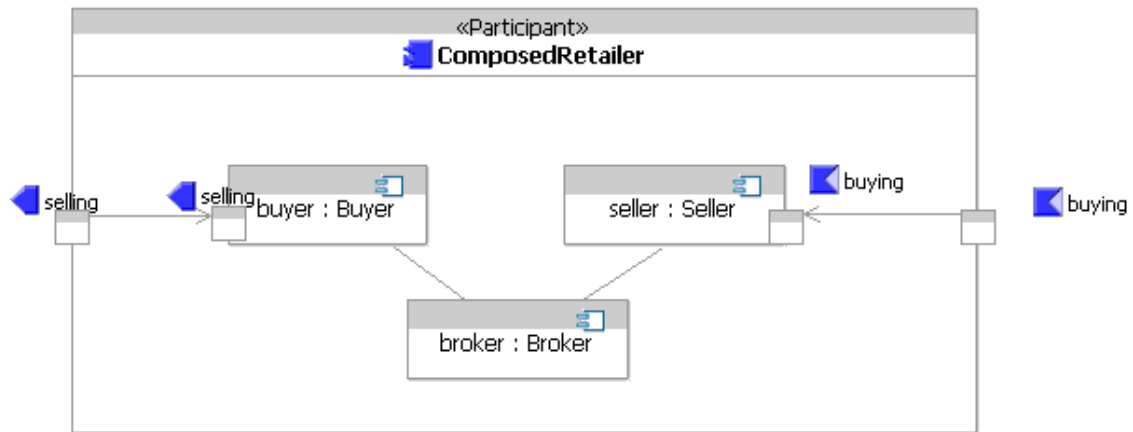 «Participant»
ComposedRetailer
selling
selling
buyer : Buyer
seller : Seller
buying
buying
broker : Broker